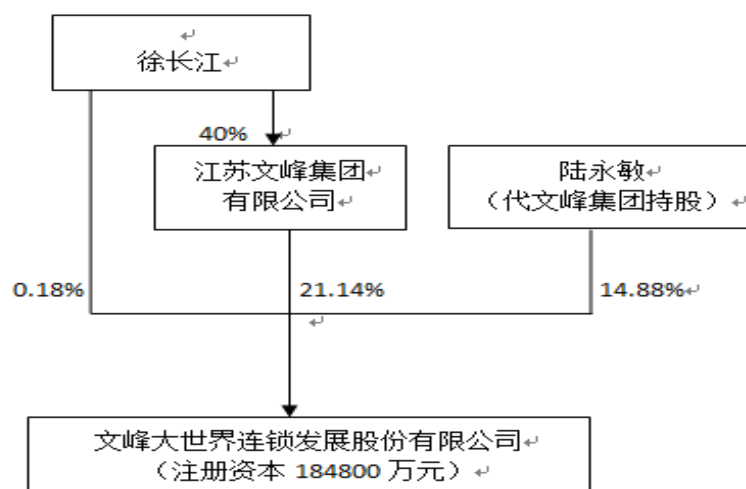 徐长江
40%
江苏文峰集团
有限公司
陆永敏
（代文峰集团持股）
0.18%
21.14%
14.88%
文峰大世界连锁发展股份有限公司
（注册资本 184800 万元）